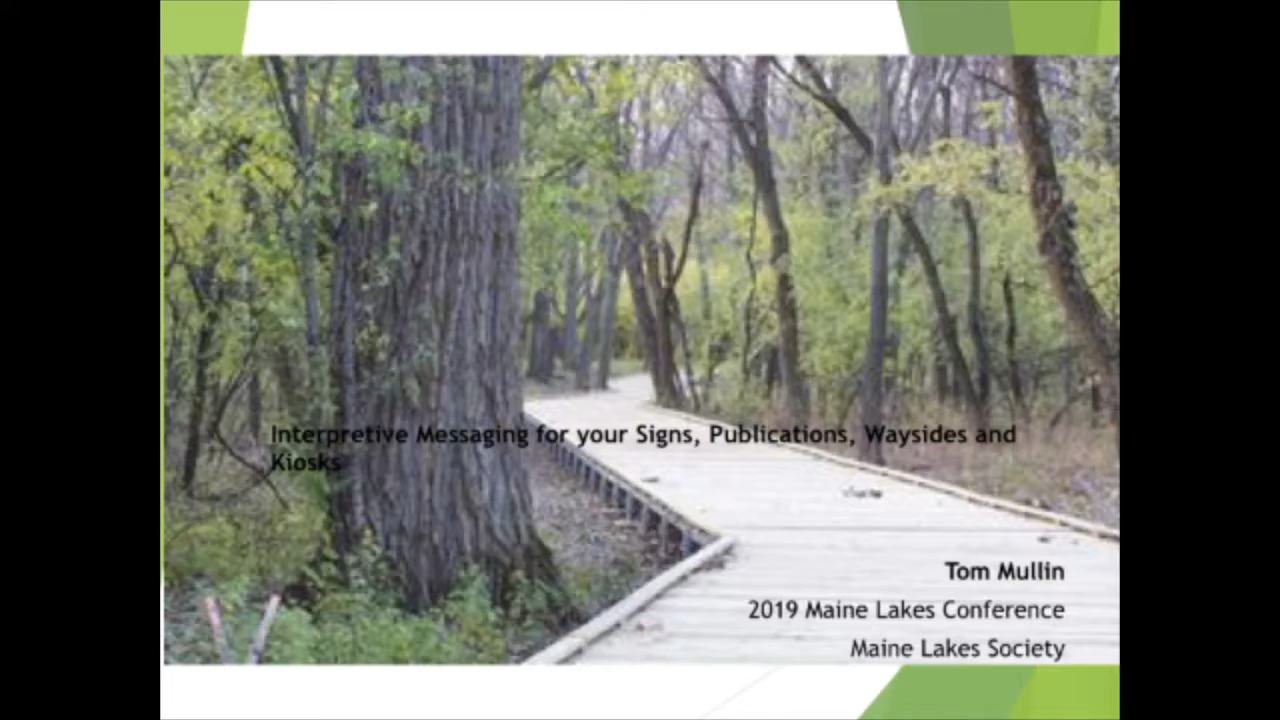 Interpretive Messaging for your Signs, Publications, Waysides and
Kiosks
Tom Mullin
2019 Maine Lakes Conference
Maine Lakes Society